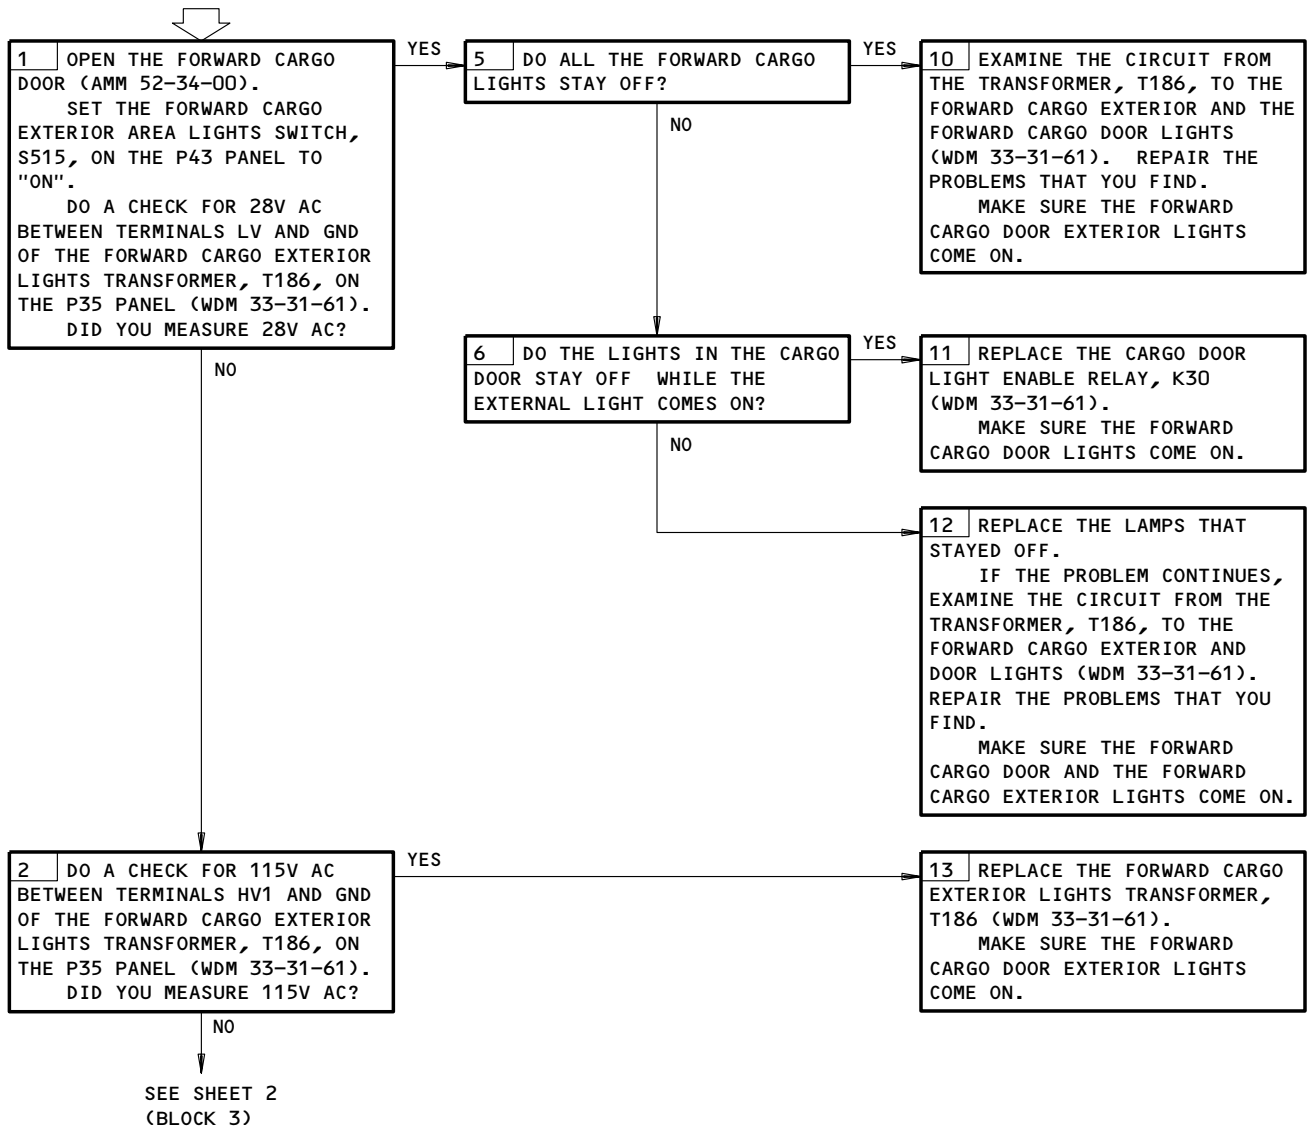 1 OPEN THE FORWARD CARGO
DOOR (AMM 52-34-00).
SET THE FORWARD CARGO
EXTERIOR AREA LIGHTS SWITCH,
S515, ON THE P43 PANEL TO
"ON".
DO A CHECK FOR 28V AC
BETWEEN TERMINALS LV AND GND
OF THE FORWARD CARGO EXTERIOR
LIGHTS TRANSFORMER, T186, ON
THE P35 PANEL (WDM 33-31-61).
DID YOU MEASURE 28V AC?
YES
NO
5 DO ALL THE FORWARD CARGO
LIGHTS STAY OFF?
YES
NO
10 EXAMINE THE CIRCUIT FROM
THE TRANSFORMER, T186, TO THE
FORWARD CARGO EXTERIOR AND THE
FORWARD CARGO DOOR LIGHTS
(WDM 33-31-61). REPAIR THE
PROBLEMS THAT YOU FIND.
MAKE SURE THE FORWARD
CARGO DOOR EXTERIOR LIGHTS
COME ON.
6 DO THE LIGHTS IN THE CARGO
DOOR STAY OFF WHILE THE
EXTERNAL LIGHT COMES ON?
YES
NO
11 REPLACE THE CARGO DOOR
LIGHT ENABLE RELAY, K30
(WDM 33-31-61).
MAKE SURE THE FORWARD
CARGO DOOR LIGHTS COME ON.
12 REPLACE THE LAMPS THAT
STAYED OFF.
IF THE PROBLEM CONTINUES,
EXAMINE THE CIRCUIT FROM THE
TRANSFORMER, T186, TO THE
FORWARD CARGO EXTERIOR AND
DOOR LIGHTS (WDM 33-31-61).
REPAIR THE PROBLEMS THAT YOU
FIND.
MAKE SURE THE FORWARD
CARGO DOOR AND THE FORWARD
CARGO EXTERIOR LIGHTS COME ON.
2 DO A CHECK FOR 115V AC
BETWEEN TERMINALS HV1 AND GND
OF THE FORWARD CARGO EXTERIOR
LIGHTS TRANSFORMER, T186, ON
THE P35 PANEL (WDM 33-31-61).
DID YOU MEASURE 115V AC?
YES
NO
13 REPLACE THE FORWARD CARGO
EXTERIOR LIGHTS TRANSFORMER,
T186 (WDM 33-31-61).
MAKE SURE THE FORWARD
CARGO DOOR EXTERIOR LIGHTS
COME ON.
SEE SHEET 2
(BLOCK 3)